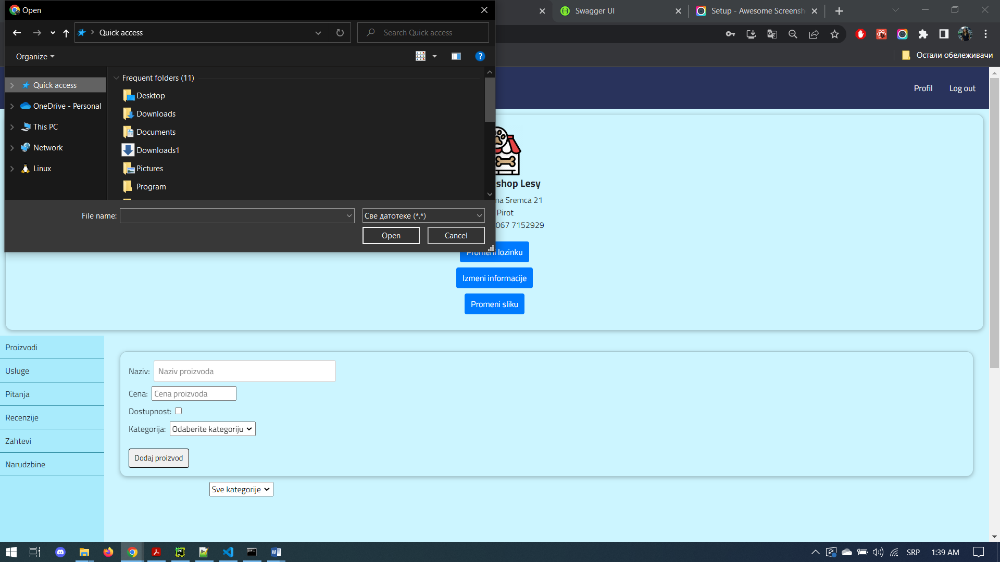 Open
Swagger UI
Setup - Awesome Screensh
Quick access
Search Quick access
Organize
Остали обележивачи
Quick access
OneDrive - Personal
This PC
Network
Linux
Frequent folders (11)
Desktop
Downloads
Documents
Downloads1
Pictures
Program
File name:
Све датотеке (*.*)
Open
Cancel
Profil
Log out
shop Lesy
na Sremca 21
Pirot
067 7152929
Promeni lozinku
Izmeni informacije
Promeni sliku
Proizvodi
Usluge
Pitanja
Recenzije
Zahtevi
Narudzbine
Naziv: Naziv proizvoda
Cena: Cena proizvoda
Dostupnost:
Kategorija: Odaberite kategoriju
Dodaj proizvod
Sve kategorije
SRP
1:39 AM